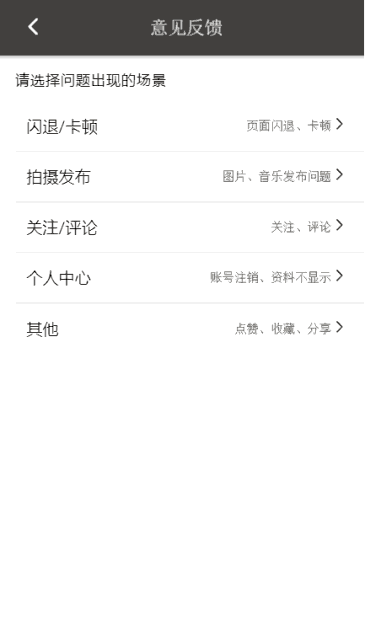 意见反馈
请选择问题出现的场景
闪退/卡顿 页面闪退、卡顿
拍摄发布 图片、音乐发布问题
关注/评论 关注、评论
个人中心 账号注销、资料不显示
其他 点赞、收藏、分享